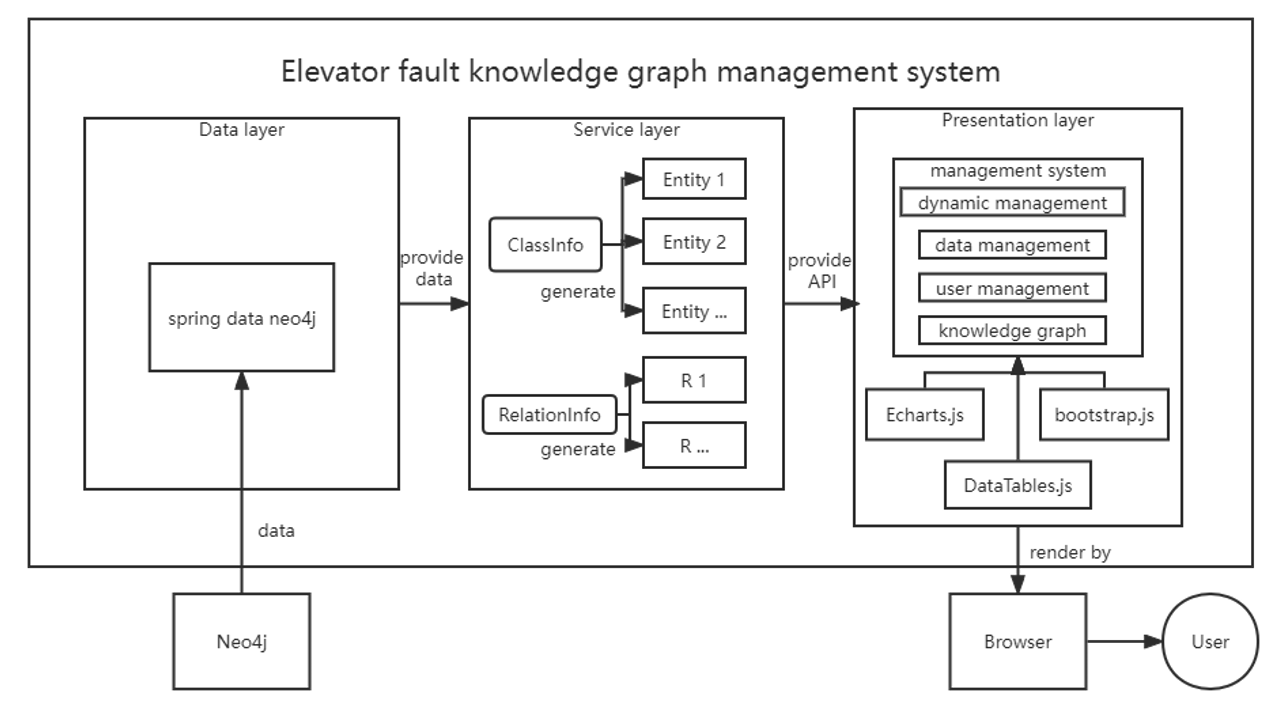 Elevator fault knowledge graph management system
Data layer
spring data neo4j
data
Neo4j
provide
data
Service layer
ClassInfo
generate
Entity 1
Entity 2
Entity ...
RelationInfo
generate
R 1
R ...
provide
API
Presentation layer
management system
dynamic management
data management
user management
knowledge graph
Echarts.js
bootstrap.js
DataTables.js
render by
Browser
User